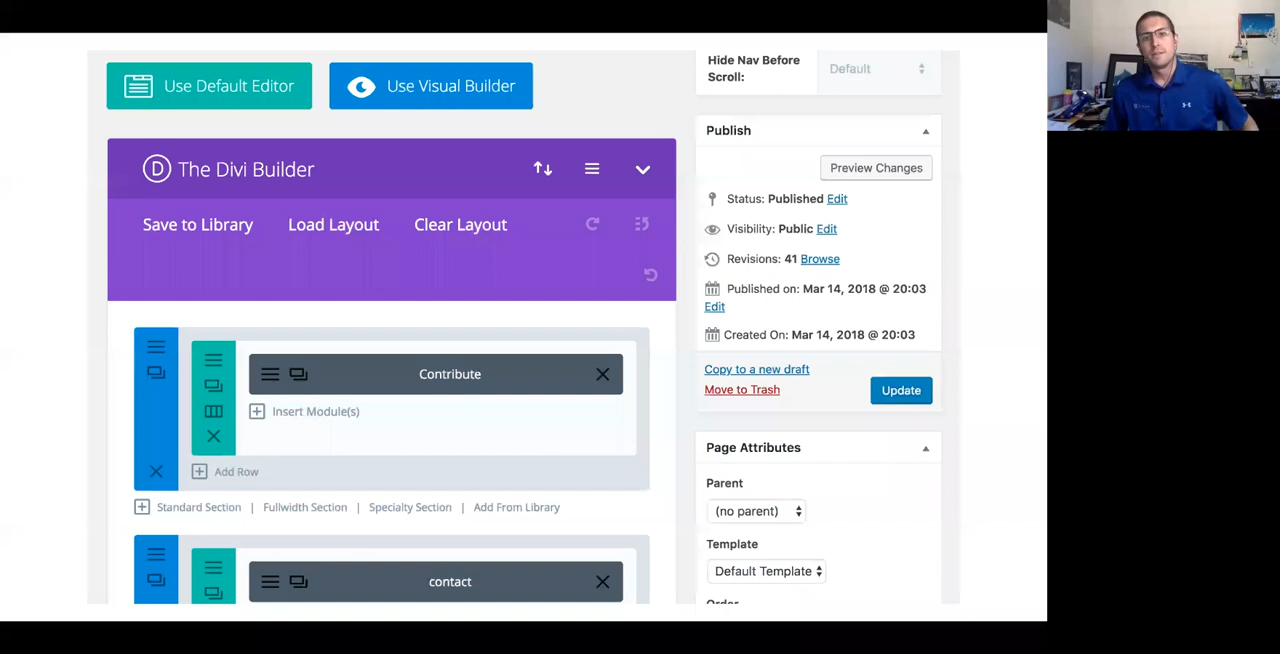 Use Default Editor
Use Visual Builder
D The Divi Builder
Save to Library
Load Layout
Clear Layout
Contribute
Insert Module(s)
Add Row
Standard Section | Fullwidth Section | Specialty Section | Add From Library
contact
Hide Nav Before
Scroll:
Default
Publish
Preview Changes
Status: Published Edit
Visibility: Public Edit
Revisions: 41 Browse
Published on: Mar 14, 2018 @ 20:03
Edit
Created On: Mar 14, 2018 @ 20:03
Copy to a new draft
Move to Trash
Update
Page Attributes
Parent
(no parent)
Template
Default Template
Order